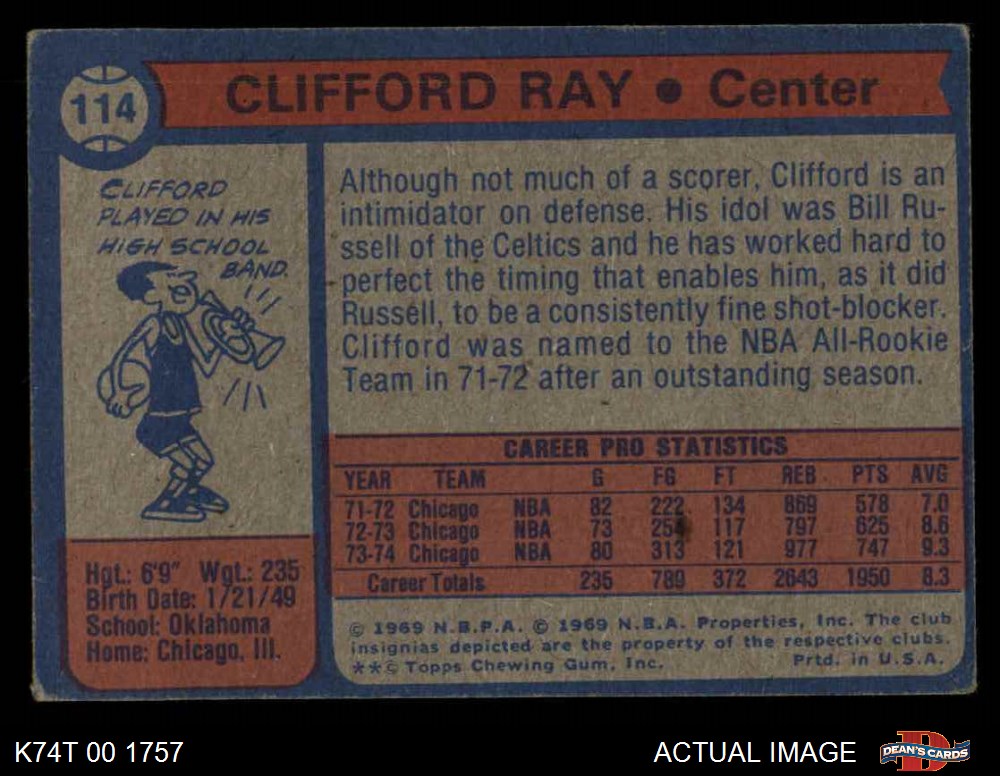 114
CLIFFORD RAY • Center
CLIFFORD
PLAYED IN HIS
HIGH SCHOOL
BAND.
Although not much of a scorer, Clifford is an
intimidator on defense. His idol was Bill Ru-
ssell of the Celtics and he has worked hard to
perfect the timing that enables him, as it did
Russell, to be a consistently fine shot-blocker.
Clifford was named to the NBA All-Rookie
Team in 71-72 after an outstanding season.
CAREER PRO STATISTICS
YEAR TEAM G FG FT REB PTS AVG
71-72 Chicago NBA 82 222 134 869 578 7.0
72-73 Chicago NBA 73 254 117 797 625 8.6
73-74 Chicago NBA 80 313 121 977 747 9.3
Career Totals 235 789 372 2643 1950 8.3
Hgt.: 6'9" Wgt.: 235
Birth Date: 1/21/49
School: Oklahoma
Home: Chicago, Ill.
© 1969 N.B.P.A. © 1969 N.B.A. Properties, Inc. The club
insignias depicted are the property of the respective clubs.
**© Topps Chewing Gum, Inc. Prtd. in U.S.A.
K74T 00 1757
ACTUAL IMAGE
DEAN'S CARDS